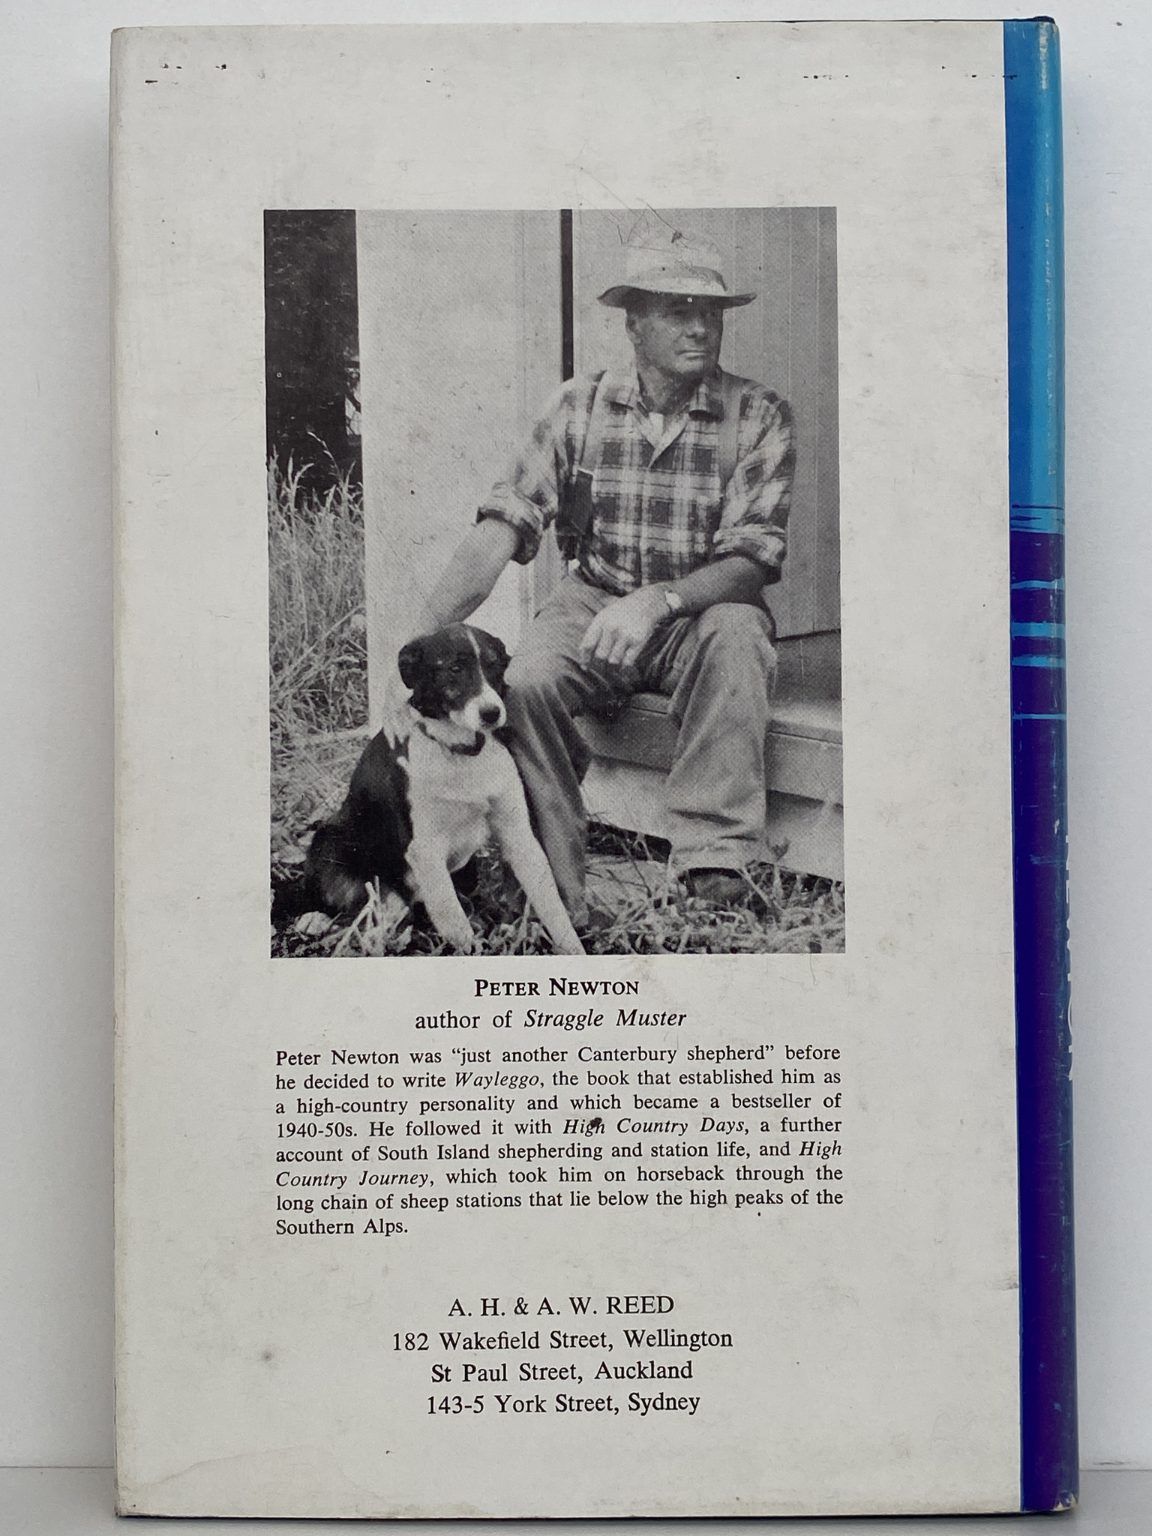 PETER NEWTON
author of Straggle Muster
Peter Newton was “just another Canterbury shepherd” before
he decided to write Wayleggo, the book that established him as
a high-country personality and which became a bestseller of
1940-50s. He followed it with High Country Days, a further
account of South Island shepherding and station life, and High
Country Journey, which took him on horseback through the
long chain of sheep stations that lie below the high peaks of the
Southern Alps.
A. H. & A. W. REED
182 Wakefield Street, Wellington
St Paul Street, Auckland
143-5 York Street, Sydney